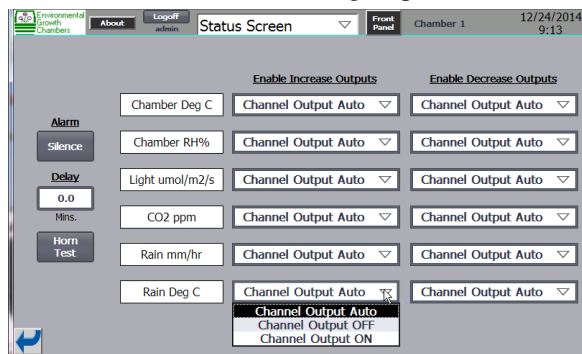 Environmental
Growth
Chambers
About
Logoff
admin
Status Screen
Front
Panel
Chamber 1
12/24/2014
9:13
Enable Increase Outputs
Enable Decrease Outputs
Chamber Deg C
Channel Output Auto
Channel Output Auto
Alarm
Silence
Chamber RH%
Channel Output Auto
Channel Output Auto
Delay
0.0
Mins.
Light umol/m2/s
Channel Output Auto
Channel Output Auto
CO2 ppm
Channel Output Auto
Channel Output Auto
Horn
Test
Rain mm/hr
Channel Output Auto
Channel Output Auto
Rain Deg C
Channel Output Auto
Channel Output Auto
Channel Output Auto
Channel Output OFF
Channel Output ON